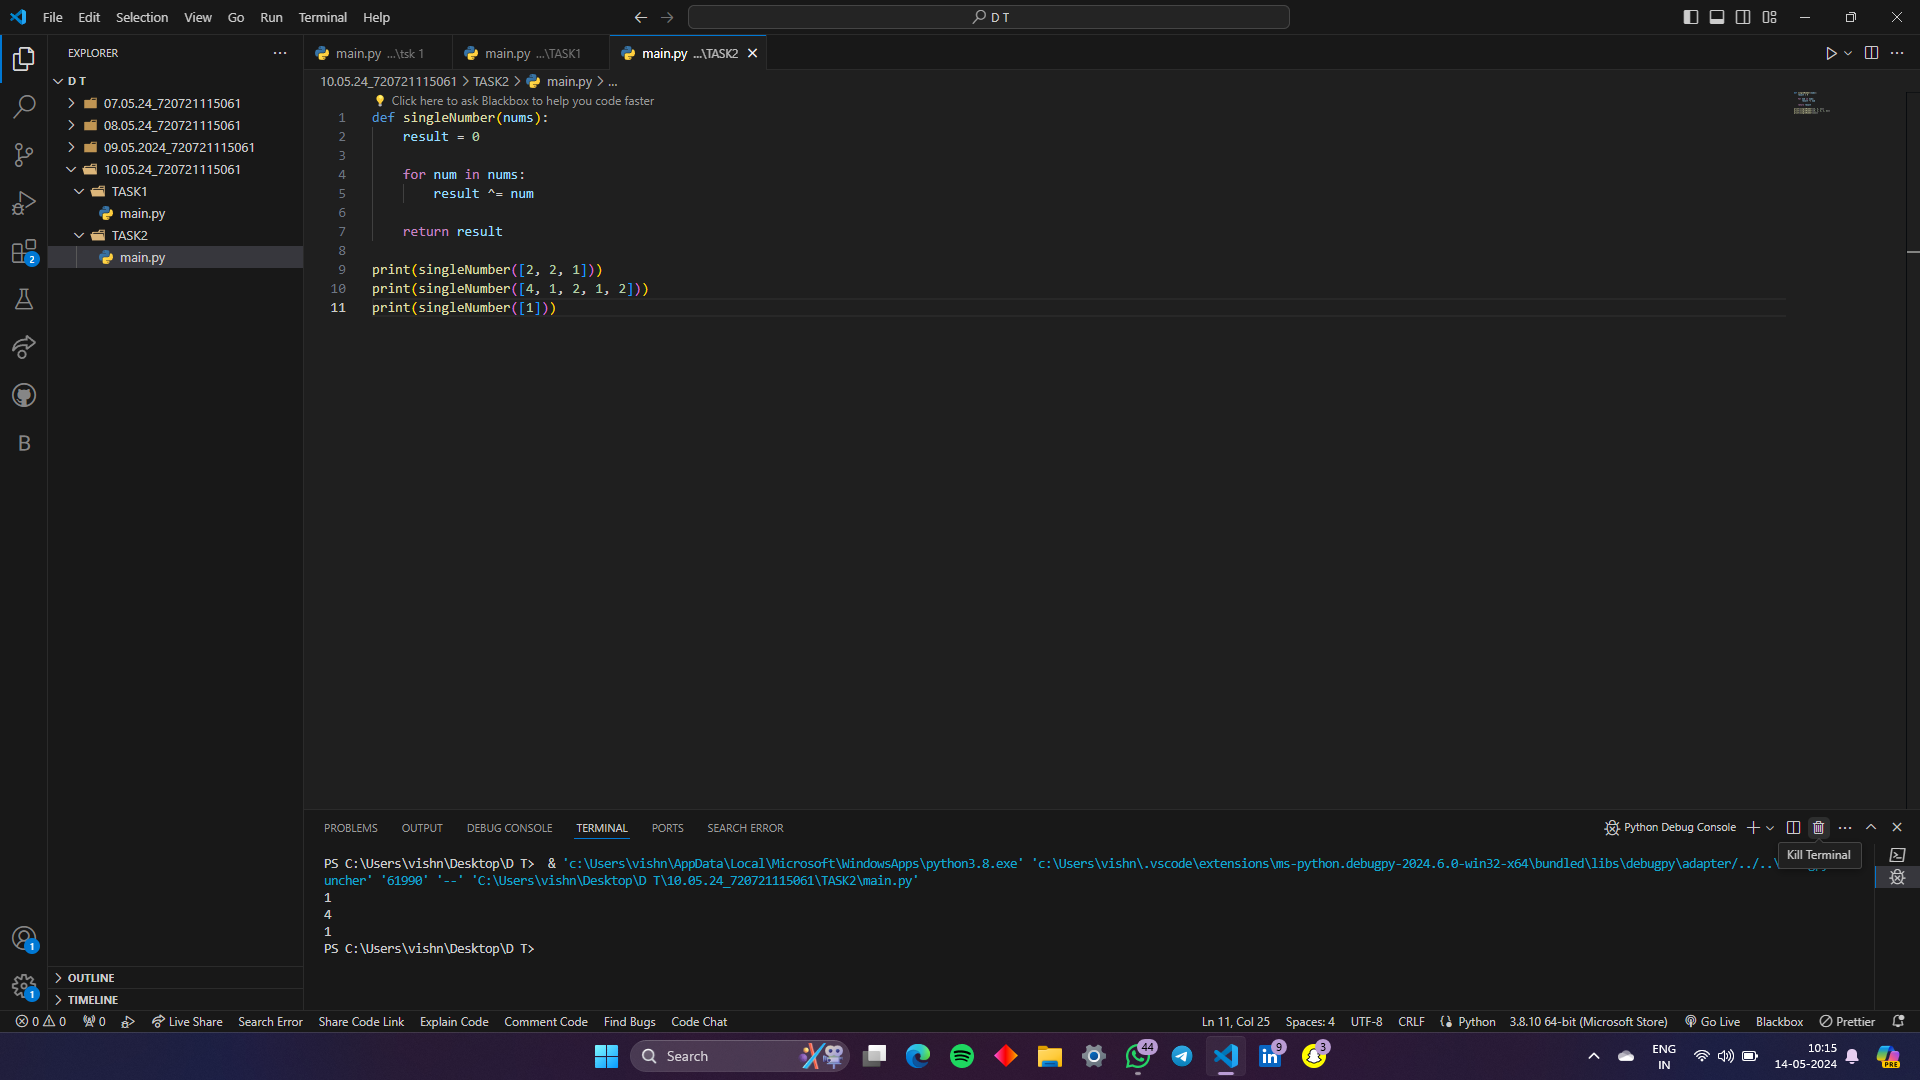 File Edit Selection View Go Run Terminal Help
D T
EXPLORER
main.py ...\tsk 1
main.py ...\TASK1
main.py ...\TASK2
D T
07.05.24_720721115061
08.05.24_720721115061
09.05.2024_720721115061
10.05.24_720721115061
TASK1
main.py
TASK2
main.py
OUTLINE
TIMELINE
2
B
1
1
10.05.24_720721115061 > TASK2 > main.py > ...
Click here to ask Blackbox to help you code faster
1 def singleNumber(nums):
2 result = 0
3
4 for num in nums:
5 result ^= num
6
7 return result
8
9 print(singleNumber([2, 2, 1]))
10 print(singleNumber([4, 1, 2, 1, 2]))
11 print(singleNumber([1]))
PROBLEMS OUTPUT DEBUG CONSOLE TERMINAL PORTS SEARCH ERROR
Python Debug Console
Kill Terminal
PS C:\Users\vishn\Desktop\D T> & 'c:\Users\vishn\AppData\Local\Microsoft\WindowsApps\python3.8.exe' 'c:\Users\vishn\.vscode\extensions\ms-python.debugpy-2024.6.0-win32-x64\bundled\libs\debugpy\adapter/../..\
uncher' '61990' '--' 'C:\Users\vishn\Desktop\D T\10.05.24_720721115061\TASK2\main.py'
1
4
1
PS C:\Users\vishn\Desktop\D T>
0 0 0 Live Share Search Error Share Code Link Explain Code Comment Code Find Bugs Code Chat
Ln 11, Col 25 Spaces: 4 UTF-8 CRLF Python 3.8.10 64-bit (Microsoft Store) Go Live Blackbox Prettier
Search
44
9
3
ENG
IN
10:15
14-05-2024
PRE